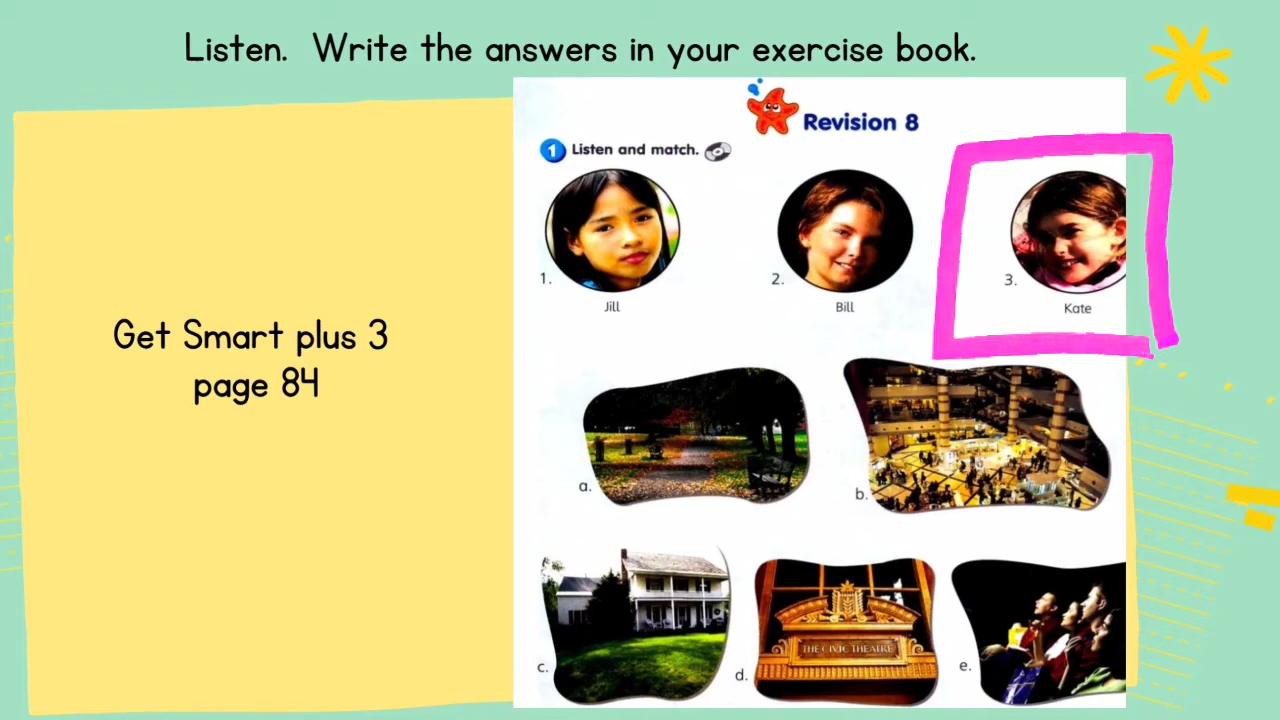 Listen. Write the answers in your exercise book.
Get Smart plus 3
page 84
Revision 8
1 Listen and match.
1.
Jill
2.
Bill
3.
Kate
a.
b.
c.
d.
THE CIVIC THEATRE
e.